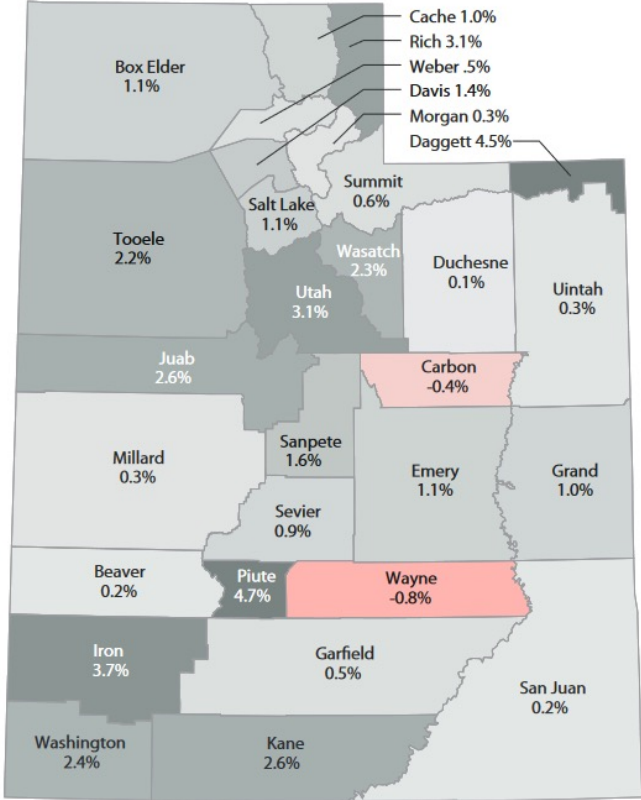 Cache 1.0%
Rich 3.1%
Weber .5%
Davis 1.4%
Morgan 0.3%
Daggett 4.5%
Box Elder
1.1%
Summit
0.6%
Salt Lake
1.1%
Tooele
2.2%
Wasatch
2.3%
Duchesne
0.1%
Uintah
0.3%
Utah
3.1%
Juab
2.6%
Carbon
-0.4%
Sanpete
1.6%
Millard
0.3%
Emery
1.1%
Grand
1.0%
Sevier
0.9%
Beaver
0.2%
Piute
4.7%
Wayne
-0.8%
Iron
3.7%
Garfield
0.5%
San Juan
0.2%
Washington
2.4%
Kane
2.6%